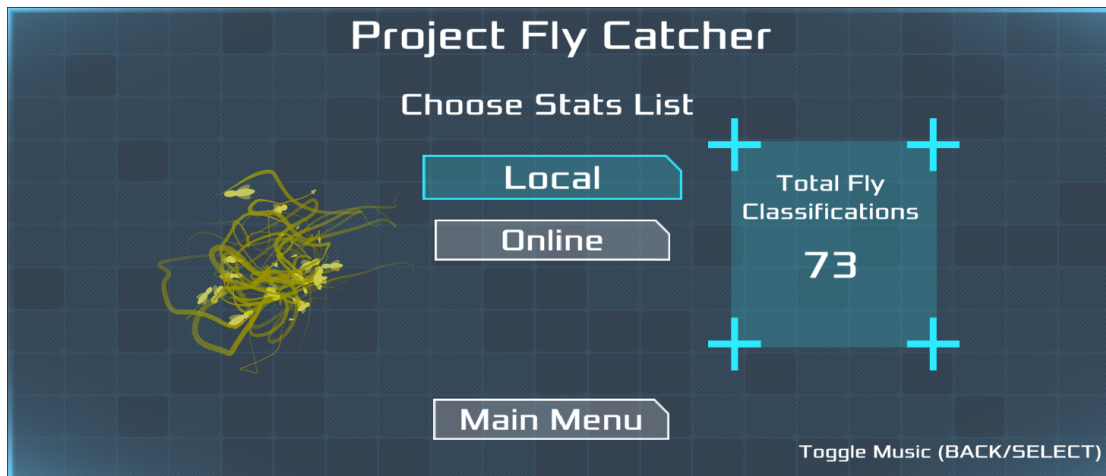 Project Fly Catcher
Choose Stats List
Local
Online
Total Fly
Classifications
73
Main Menu
Toggle Music (BACK/SELECT)